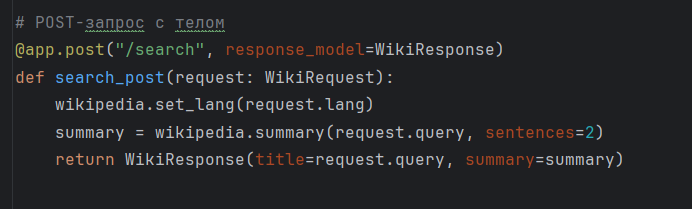 # POST-запрос с телом
@app.post("/search", response_model=WikiResponse)
def search_post(request: WikiRequest):
    wikipedia.set_lang(request.lang)
    summary = wikipedia.summary(request.query, sentences=2)
    return WikiResponse(title=request.query, summary=summary)